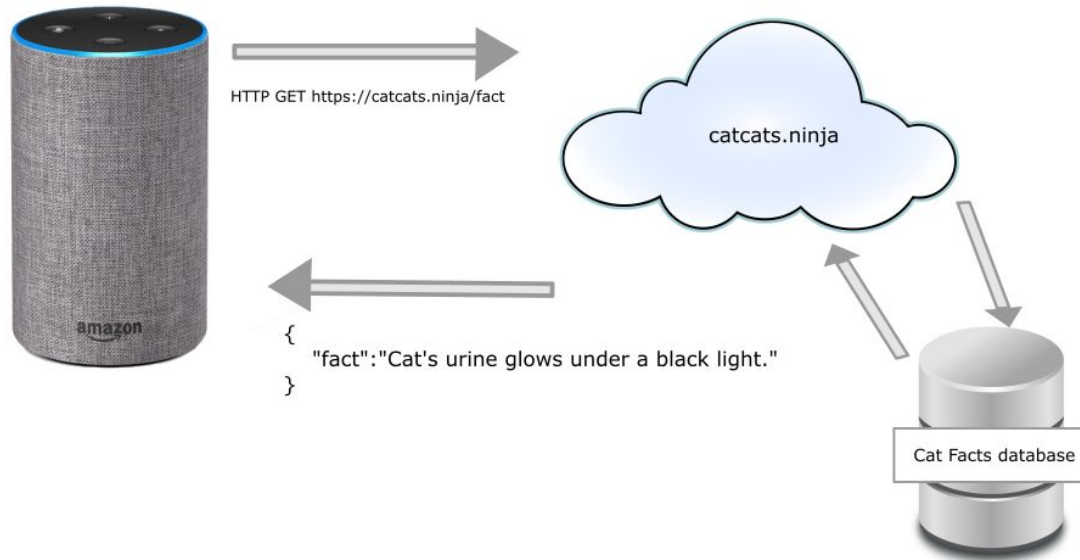 HTTP GET https://catcats.ninja/fact
catcats.ninja
amazon
{
"fact":"Cat's urine glows under a black light."
}
Cat Facts database